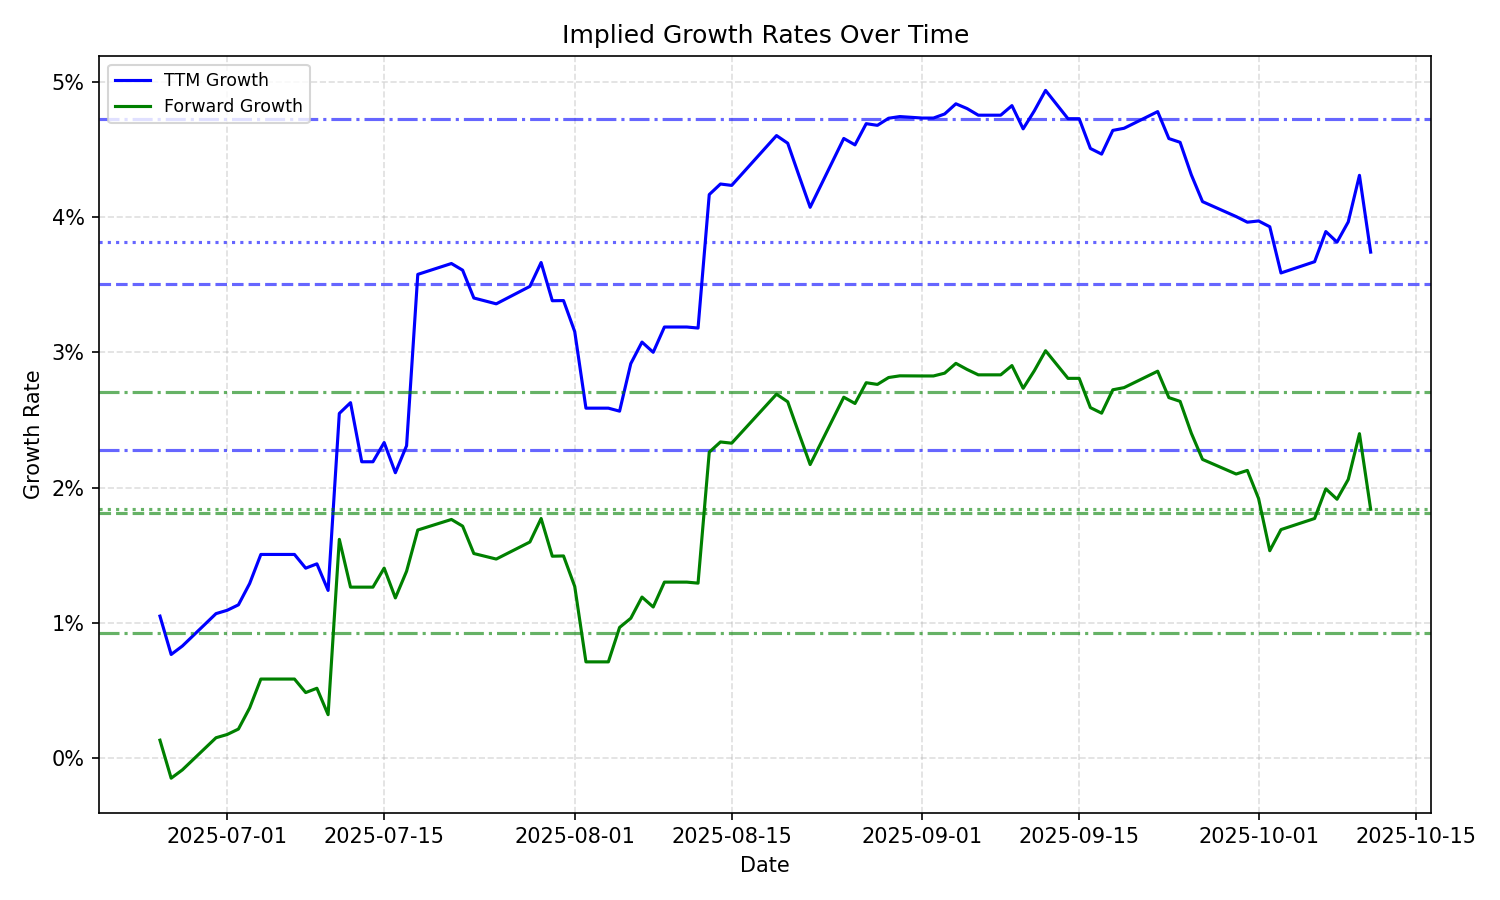 Implied Growth Rates Over Time
TTM Growth
Forward Growth
5%
4%
3%
2%
1%
0%
Growth Rate
2025-07-01 2025-07-15 2025-08-01 2025-08-15 2025-09-01 2025-09-15 2025-10-01 2025-10-15
Date